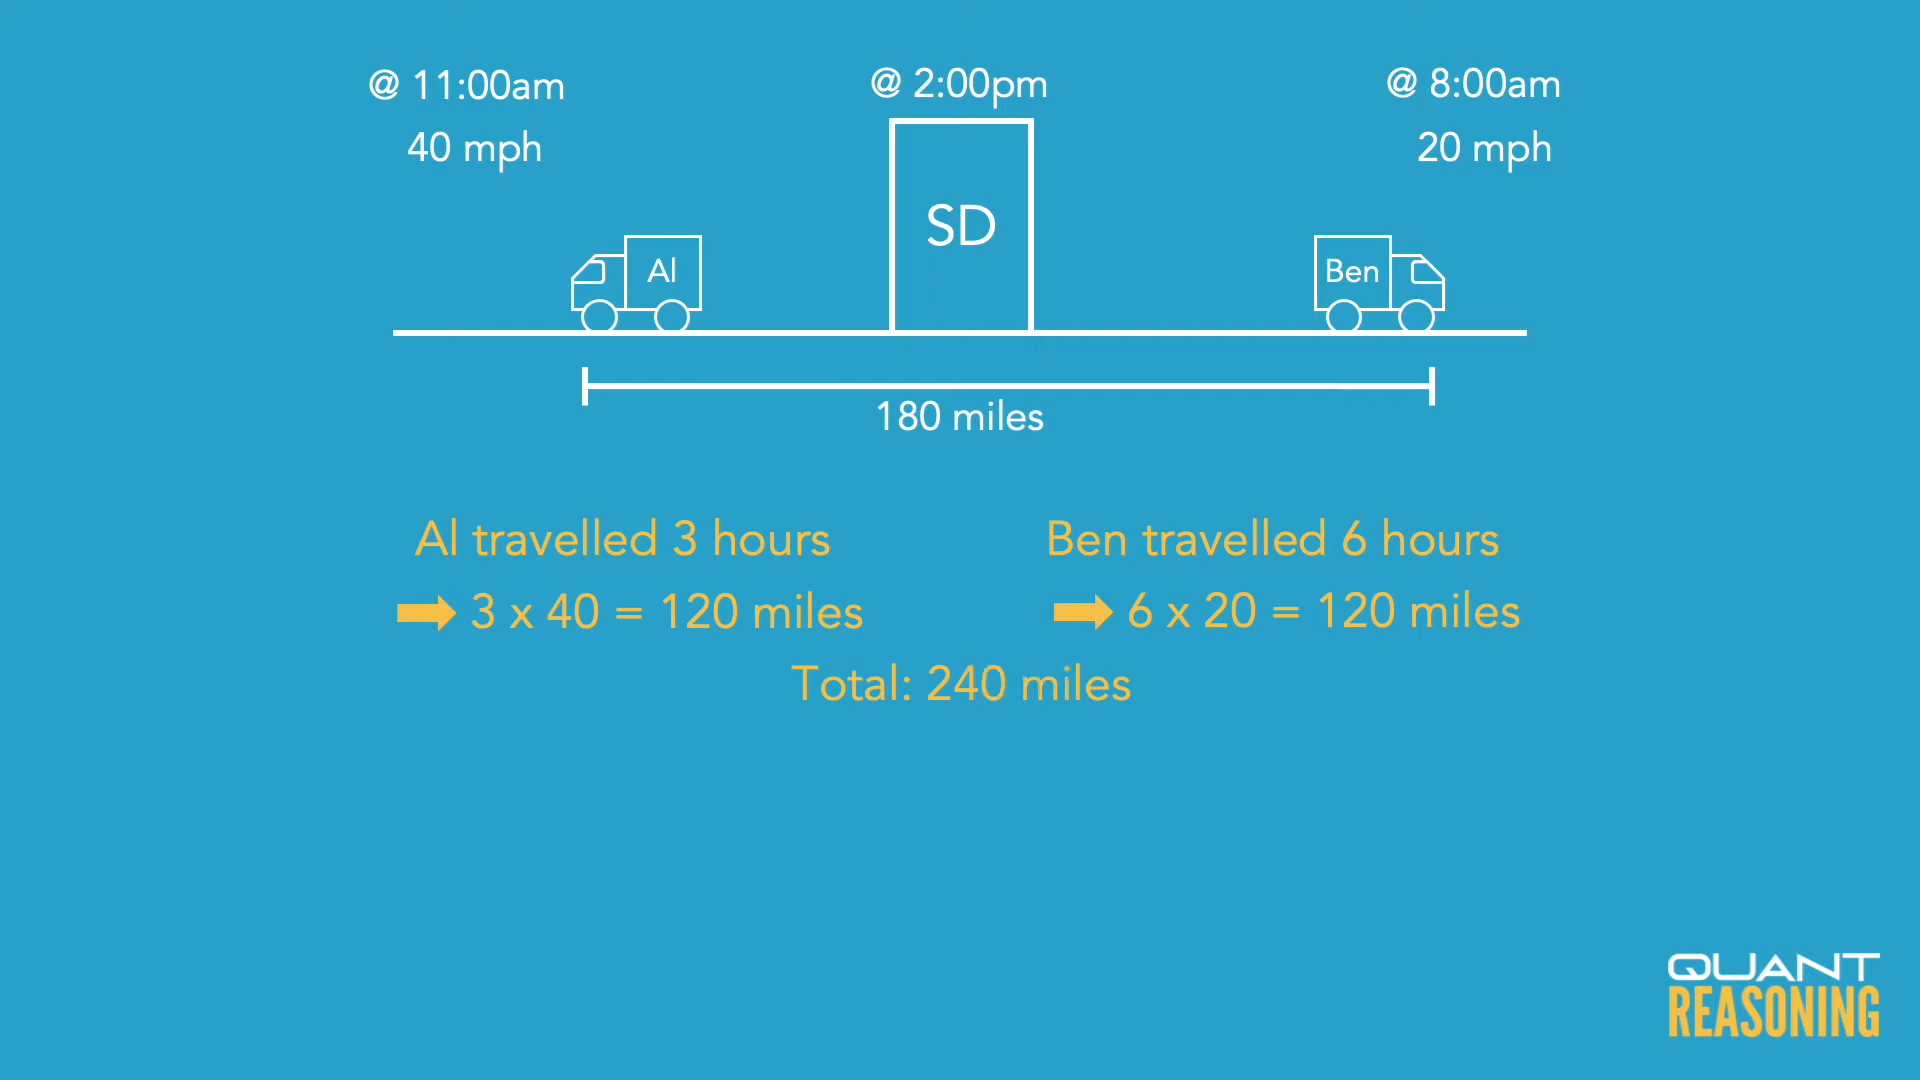 @ 11:00am
40 mph
@ 2:00pm
@ 8:00am
20 mph
Al
SD
Ben
180 miles
Al travelled 3 hours
3 x 40 = 120 miles
Ben travelled 6 hours
6 x 20 = 120 miles
Total: 240 miles
QUANT
REASONING